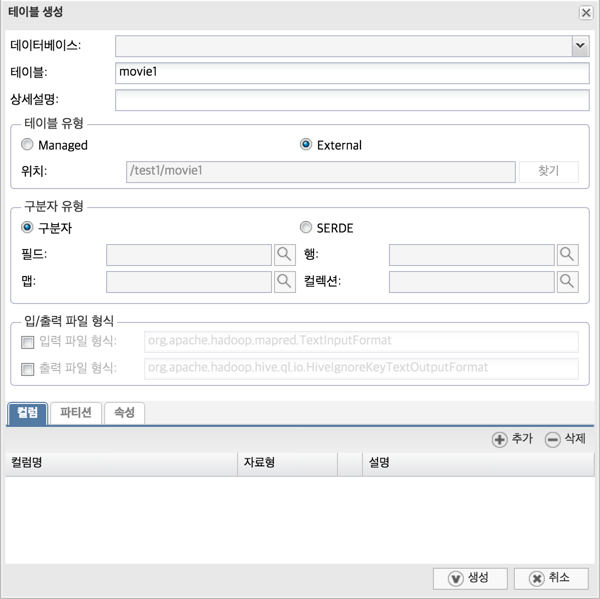 테이블 생성
데이터베이스:
테이블: movie1
상세설명:
테이블 유형
Managed External
위치: /test1/movie1 찾기
구분자 유형
구분자 SERDE
필드: 행:
맵: 컬렉션:
입/출력 파일 형식
입력 파일 형식: org.apache.hadoop.mapred.TextInputFormat
출력 파일 형식: org.apache.hadoop.hive.ql.io.HiveIgnoreKeyTextOutputFormat
컬럼 파티션 속성
추가 삭제
컬럼명 자료형 설명
생성 취소